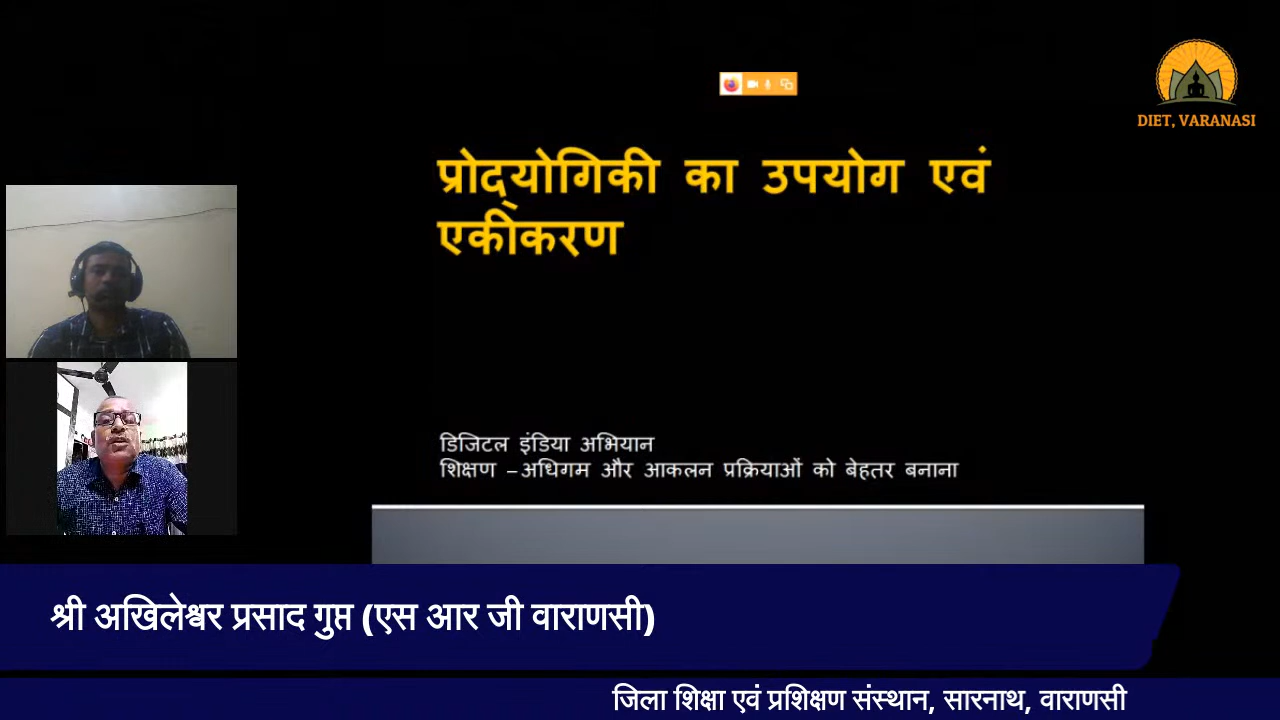 DIET, VARANASI
प्रोद्योगिकी का उपयोग एवं
एकीकरण
डिजिटल इंडिया अभियान
शिक्षण –अधिगम और आकलन प्रक्रियाओं को बेहतर बनाना
श्री अखिलेश्वर प्रसाद गुप्त (एस आर जी वाराणसी)
जिला शिक्षा एवं प्रशिक्षण संस्थान, सारनाथ, वाराणसी